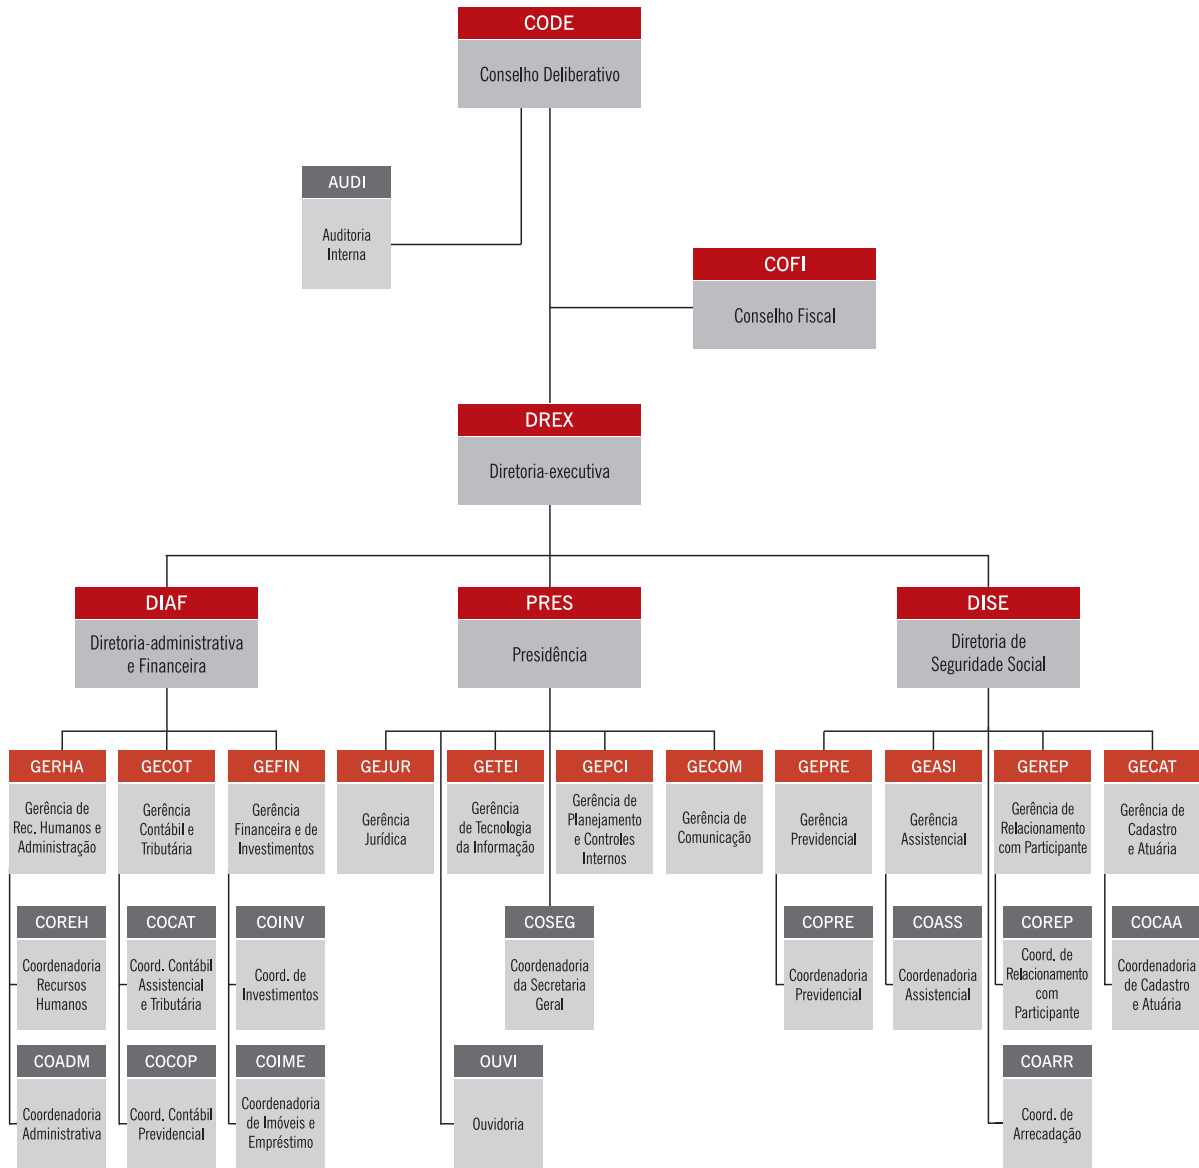 CODE
Conselho Deliberativo
AUDI
Auditoria
Interna
COFI
Conselho Fiscal
DREX
Diretoria-executiva
DIAF
Diretoria-administrativa
e Financeira
PRES
Presidência
DISE
Diretoria de
Seguridade Social
GERHA
Gerência de
Rec. Humanos e
Administração
GECOT
Gerência
Contábil e
Tributária
GEFIN
Gerência
Financeira e de
Investimentos
GEJUR
Gerência
Jurídica
GETEI
Gerência
de Tecnologia
da Informação
GEPCI
Gerência de
Planejamento
e Controles
Internos
GECOM
Gerência de
Comunicação
GEPRE
Gerência
Previdencial
GEASI
Gerência
Assistencial
GEREP
Gerência de
Relacionamento
com Participante
GECAT
Gerência de
Cadastro
e Atuária
COREH
Coordenadoria
Recursos
Humanos
COCAT
Coord. Contábil
Assistencial
e Tributária
COINV
Coord. de
Investimentos
COSEG
Coordenadoria
da Secretaria
Geral
COPRE
Coordenadoria
Previdencial
COASS
Coordenadoria
Assistencial
COREP
Coord. de
Relacionamento
com
Participante
COCAA
Coordenadoria
de Cadastro
e Atuária
COADM
Coordenadoria
Administrativa
COCOP
Coord. Contábil
Previdencial
COIME
Coordenadoria
de Imóveis e
Empréstimo
OUVI
Ouvidoria
COARR
Coord. de
Arrecadação